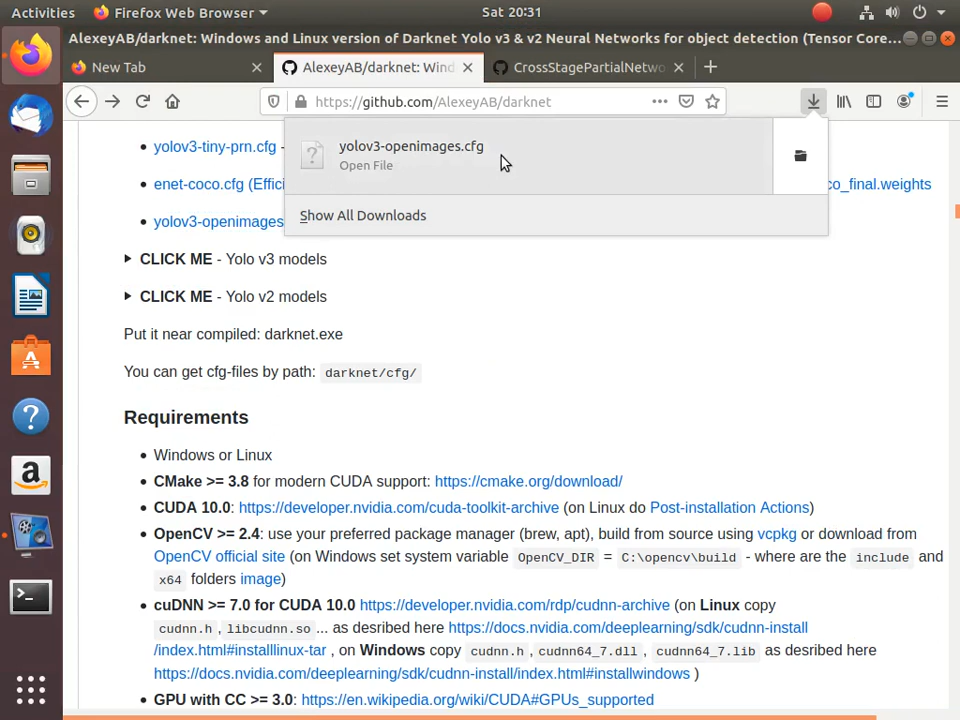 Activities
Firefox Web Browser
Sat 20:31
AlexeyAB/darknet: Windows and Linux version of Darknet Yolo v3 & v2 Neural Networks for object detection (Tensor Core...
New Tab
AlexeyAB/darknet: Wind
CrossStagePartialNetwo
https://github.com/AlexeyAB/darknet
yolov3-openimages.cfg
Open File
Show All Downloads
yolov3-tiny-prn.cfg -
enet-coco.cfg (Effici
co_final.weights
yolov3-openimages
CLICK ME - Yolo v3 models
CLICK ME - Yolo v2 models
Put it near compiled: darknet.exe
You can get cfg-files by path: darknet/cfg/
Requirements
Windows or Linux
CMake >= 3.8 for modern CUDA support: https://cmake.org/download/
CUDA 10.0: https://developer.nvidia.com/cuda-toolkit-archive (on Linux do Post-installation Actions)
OpenCV >= 2.4: use your preferred package manager (brew, apt), build from source using vcpkg or download from
OpenCV official site (on Windows set system variable OpenCV_DIR = C:\opencv\build - where are the include and
x64 folders image)
cuDNN >= 7.0 for CUDA 10.0 https://developer.nvidia.com/rdp/cudnn-archive (on Linux copy
cudnn.h , libcudnn.so ... as desribed here https://docs.nvidia.com/deeplearning/sdk/cudnn-install
/index.html#installlinux-tar , on Windows copy cudnn.h , cudnn64_7.dll , cudnn64_7.lib as desribed here
https://docs.nvidia.com/deeplearning/sdk/cudnn-install/index.html#installwindows )
GPU with CC >= 3.0: https://en.wikipedia.org/wiki/CUDA#GPUs_supported